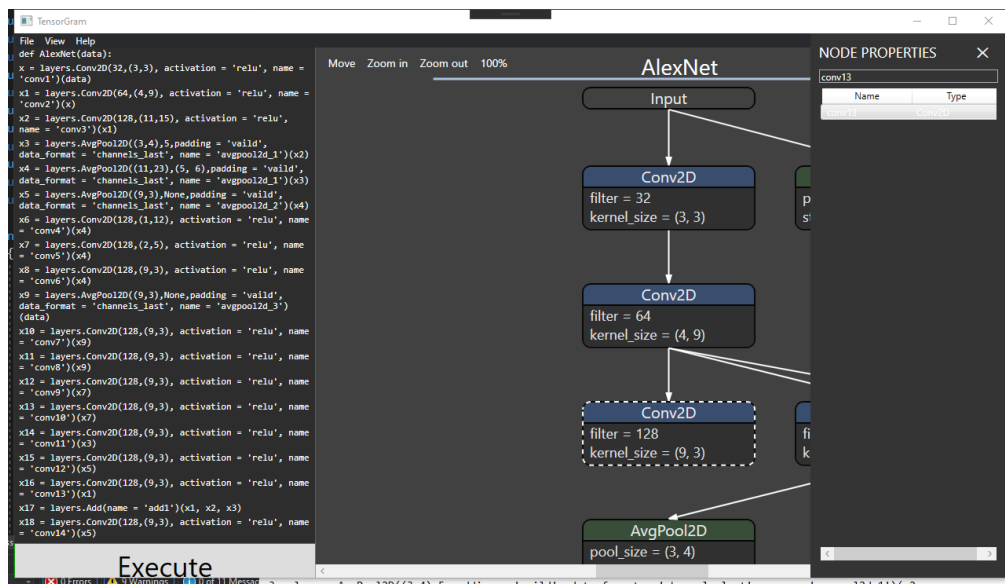 TensorGram
File View Help
def AlexNet(data):
x = layers.Conv2D(32,(3,3), activation = 'relu', name =
'conv1')(data)
x1 = layers.Conv2D(64,(4,9), activation = 'relu', name =
'conv2')(x)
x2 = layers.Conv2D(128,(11,15), activation = 'relu',
name = 'conv3')(x1)
x3 = layers.AvgPool2D((3,4),5,padding = 'vaild',
data_format = 'channels_last', name = 'avgpool2d_1')(x2)
x4 = layers.AvgPool2D((11,23),(5, 6),padding = 'vaild',
data_format = 'channels_last', name = 'avgpool2d_1')(x3)
x5 = layers.AvgPool2D((9,3),None,padding = 'vaild',
data_format = 'channels_last', name = 'avgpool2d_2')(x4)
x6 = layers.Conv2D(128,(1,12), activation = 'relu', name
= 'conv4')(x4)
x7 = layers.Conv2D(128,(2,5), activation = 'relu', name
= 'conv5')(x4)
x8 = layers.Conv2D(128,(9,3), activation = 'relu', name
= 'conv6')(x4)
x9 = layers.AvgPool2D((9,3),None,padding = 'vaild',
data_format = 'channels_last', name = 'avgpool2d_3')
(data)
x10 = layers.Conv2D(128,(9,3), activation = 'relu', name
= 'conv7')(x9)
x11 = layers.Conv2D(128,(9,3), activation = 'relu', name
= 'conv8')(x9)
x12 = layers.Conv2D(128,(9,3), activation = 'relu', name
= 'conv9')(x7)
x13 = layers.Conv2D(128,(9,3), activation = 'relu', name
= 'conv10')(x7)
x14 = layers.Conv2D(128,(9,3), activation = 'relu', name
= 'conv11')(x3)
x15 = layers.Conv2D(128,(9,3), activation = 'relu', name
= 'conv12')(x5)
x16 = layers.Conv2D(128,(9,3), activation = 'relu', name
= 'conv13')(x1)
x17 = layers.Add(name = 'add1')(x1, x2, x3)
x18 = layers.Conv2D(128,(9,3), activation = 'relu', name
= 'conv14')(x5)
Execute
Move Zoom in Zoom out 100%
AlexNet
Input
Conv2D
filter = 32
kernel_size = (3, 3)
Conv2D
filter = 64
kernel_size = (4, 9)
Conv2D
filter = 128
kernel_size = (9, 3)
AvgPool2D
pool_size = (3, 4)
NODE PROPERTIES
conv13
Name Type
conv13 Conv2D
0 Errors 9 Warnings 0 of 11